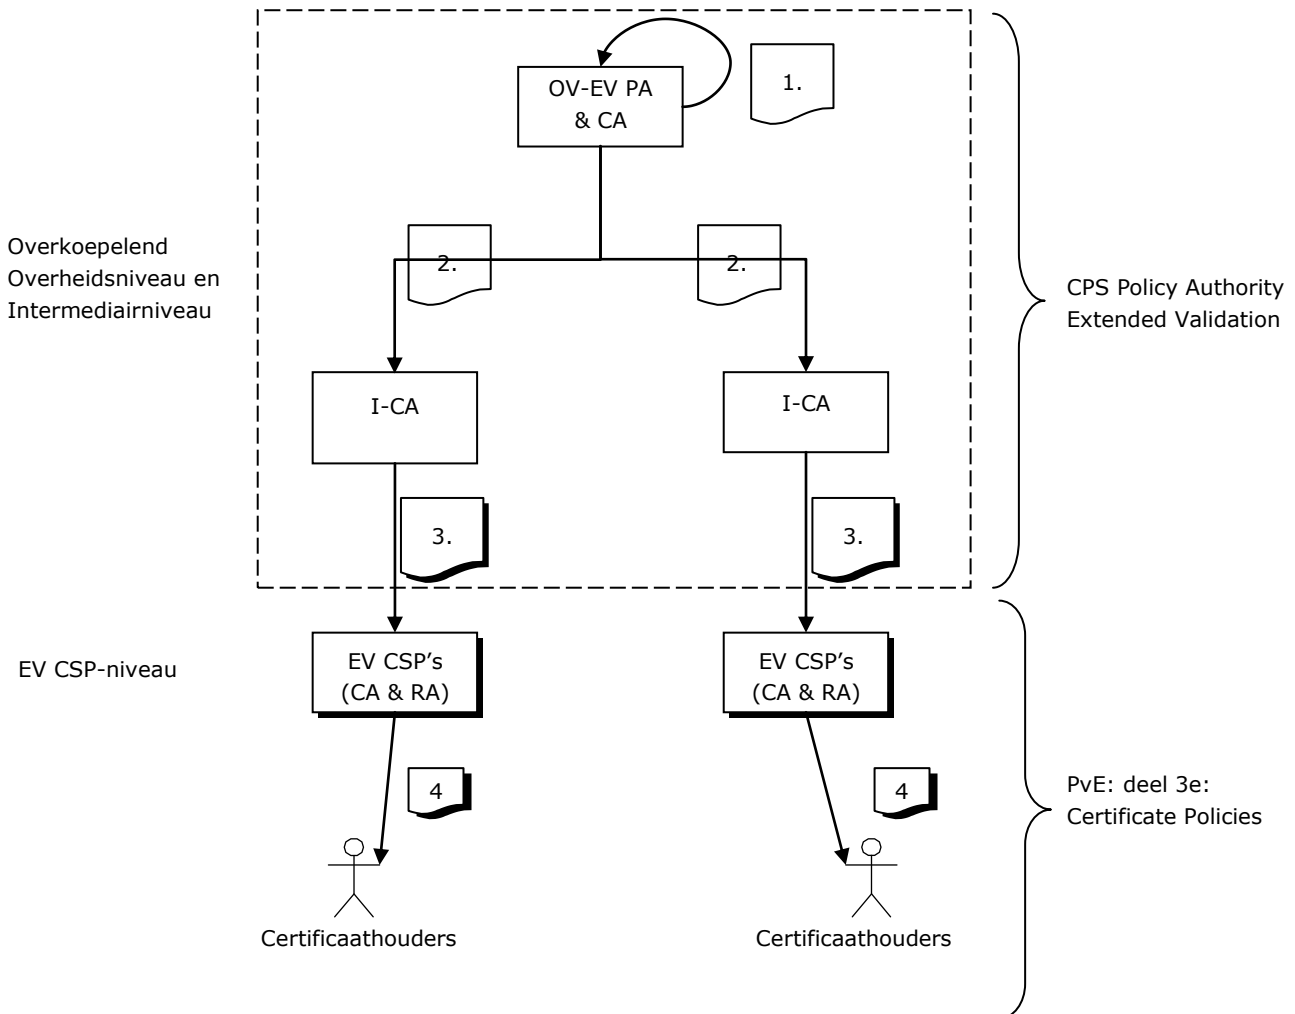 OV-EV PA
& CA
1.
Overkoepelend
Overheidsniveau en
Intermediairniveau
2.
2.
CPS Policy Authority
Extended Validation
I-CA
I-CA
3.
3.
EV CSP-niveau
EV CSP’s
(CA & RA)
EV CSP’s
(CA & RA)
4
4
PvE: deel 3e:
Certificate Policies
Certificaathouders
Certificaathouders